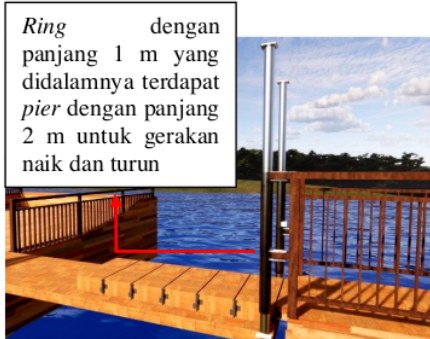 Ring dengan
panjang 1 m yang
didalamnya terdapat
pier dengan panjang
2 m untuk gerakan
naik dan turun